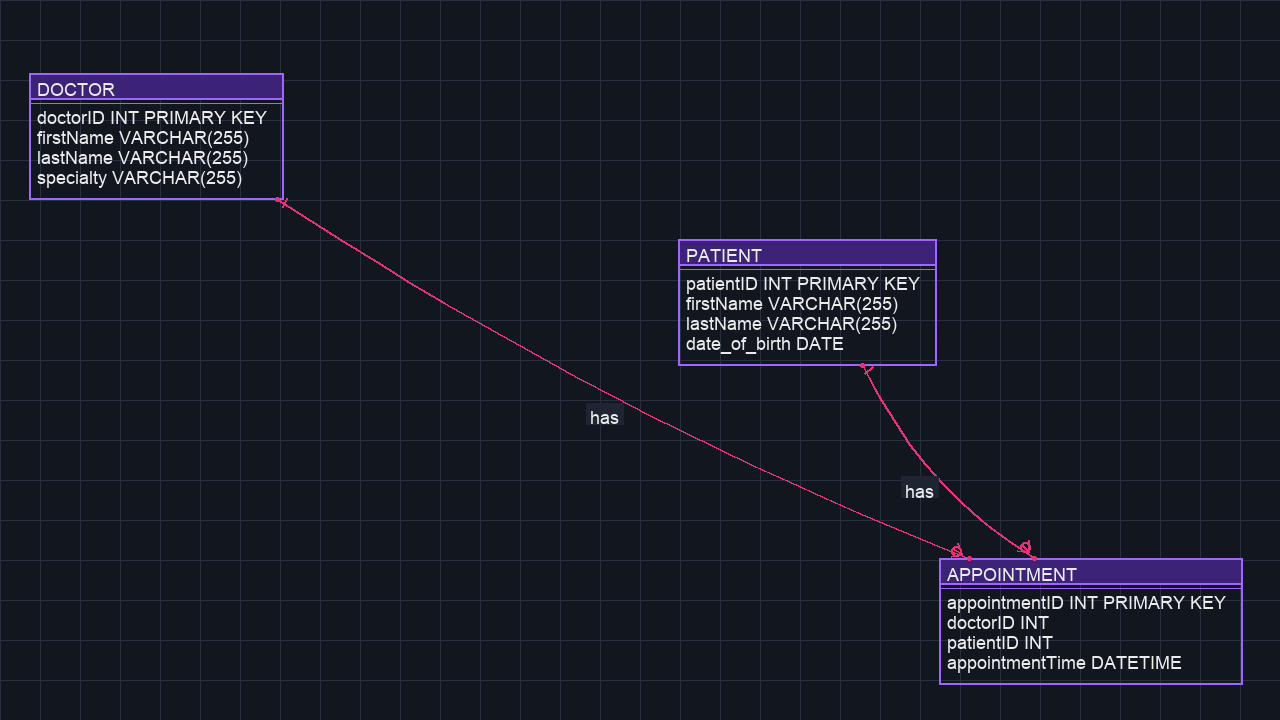 DOCTOR
doctorID INT PRIMARY KEY
firstName VARCHAR(255)
lastName VARCHAR(255)
specialty VARCHAR(255)
PATIENT
patientID INT PRIMARY KEY
firstName VARCHAR(255)
lastName VARCHAR(255)
date_of_birth DATE
has
has
APPOINTMENT
appointmentID INT PRIMARY KEY
doctorID INT
patientID INT
appointmentTime DATETIME